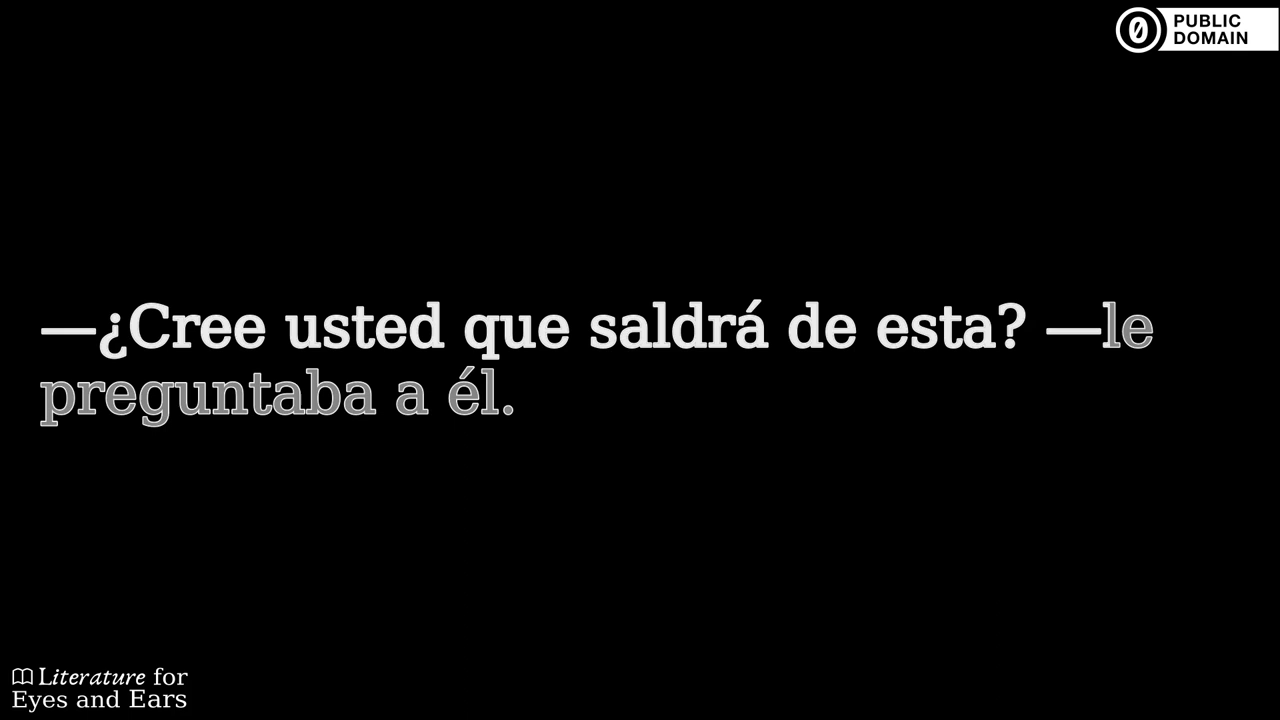 PUBLIC
DOMAIN
—¿Cree usted que saldrá de esta? —le
preguntaba a él.
Literature for
Eyes and Ears